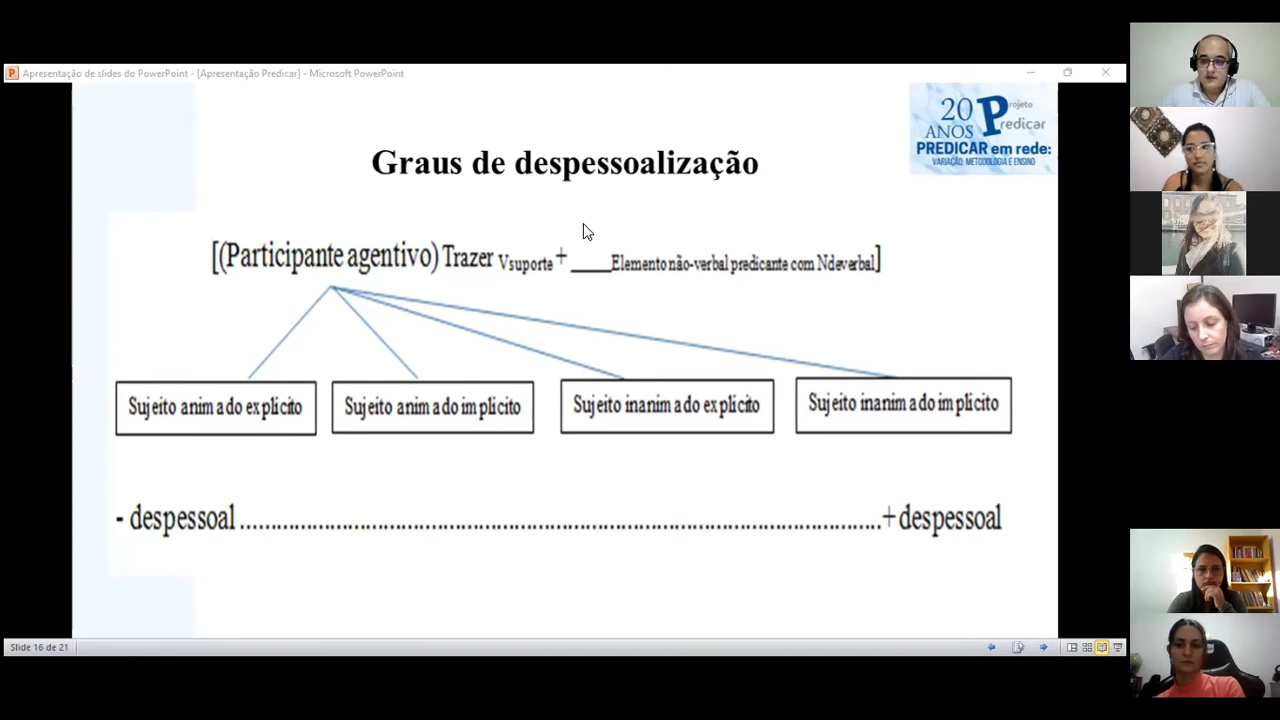 Apresentação de slides do PowerPoint - [Apresentação Predicar] - Microsoft PowerPoint
20 ANOS Projeto Predicar
PREDICAR em rede:
VARIAÇÃO, METODOLOGIA E ENSINO
Graus de despessoalização
[(Participante agentivo) Trazer Vsuporte + _____Elemento não-verbal predicante com Ndeverbal]
Sujeito animado explícito
Sujeito animado implícito
Sujeito inanimado explícito
Sujeito inanimado implícito
- despessoal ....................................................................................................+ despessoal
Slide 16 de 21